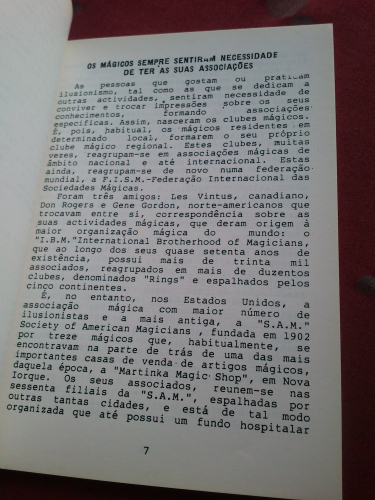 OS MÁGICOS SEMPRE SENTIRAM NECESSIDADE
DE TER AS SUAS ASSOCIAÇÕES
As pessoas que gostam ou praticam
ilusionismo, tal como as que se dedicam a
outras actividades, sentiram necessidade de
conviver e trocar impressões sobre os seus
conhecimentos, formando associações
específicas. Assim, nasceram os clubes mágicos.
É, pois, habitual, os mágicos residentes em
determinado local, formarem o seu próprio
clube mágico regional. Estes clubes, muitas
vezes, reagrupam-se em associações mágicas de
âmbito nacional e até internacional. Estas
ainda, reagrupam-se de novo numa federação
mundial, a F.I.S.M.-Federação Internacional das
Sociedades Mágicas.
Foram três amigos: Les Vintus, canadiano,
Don Rogers e Gene Gordon, norte-americanos que
trocavam entre si, correspondência sobre as
suas actividades mágicas, que deram origem à
maior organização mágica do mundo: o
"I.B.M."International Brotherhood of Magicians,
que ao longo dos seus quase setenta anos de
existência, possui mais de trinta mil
associados, reagrupados em mais de duzentos
clubes, denominados "Rings" e espalhados pelos
cinco continentes.
É, no entanto, nos Estados Unidos, a
associação mágica com maior número de
ilusionistas e a mais antiga, a "S.A.M."
Society of American Magicians , fundada em 1902
por treze mágicos que, habitualmente, se
encontravam na parte de trás de uma das mais
importantes casas de venda de artigos mágicos,
daquela época, a "Martinka Magic Shop", em Nova
Iorque. Os seus associados, reunem-se nas
sessenta filiais da "S.A.M.", espalhadas por
outras tantas cidades, e está de tal modo
organizada que até possui um fundo hospitalar
7